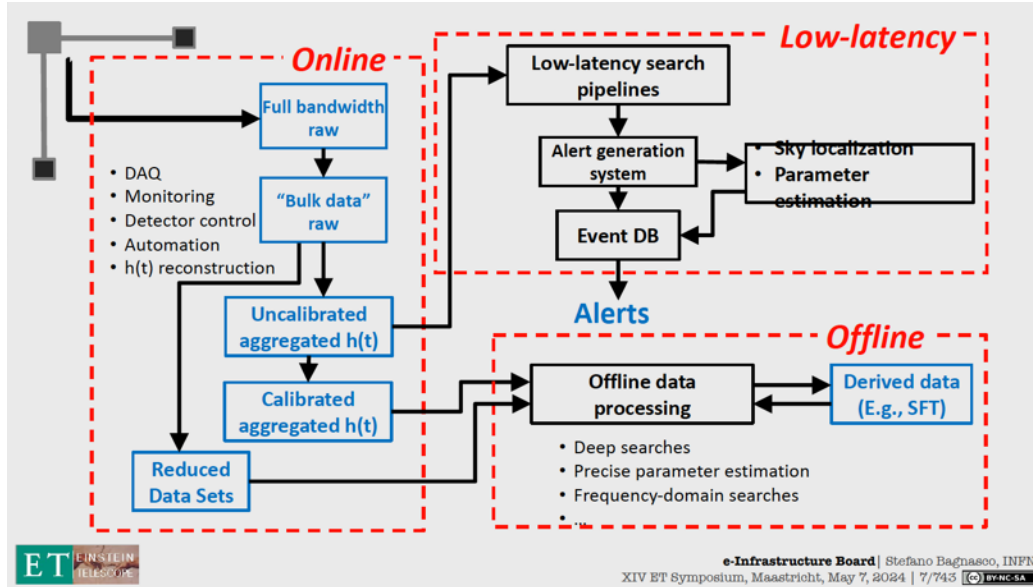 Online
Full bandwidth
raw
• DAQ
• Monitoring
• Detector control
• Automation
• h(t) reconstruction
“Bulk data”
raw
Uncalibrated
aggregated h(t)
Calibrated
aggregated h(t)
Reduced
Data Sets
Low-latency
Low-latency search
pipelines
Alert generation
system
• Sky localization
• Parameter
estimation
Event DB
Alerts
Offline
Offline data
processing
Derived data
(E.g., SFT)
• Deep searches
• Precise parameter estimation
• Frequency-domain searches
• ...
ET EINSTEIN
TELESCOPE
e-Infrastructure Board | Stefano Bagnasco, INFN
XIV ET Symposium, Maastricht, May 7, 2024 | 7/743 cc BY-NC-SA